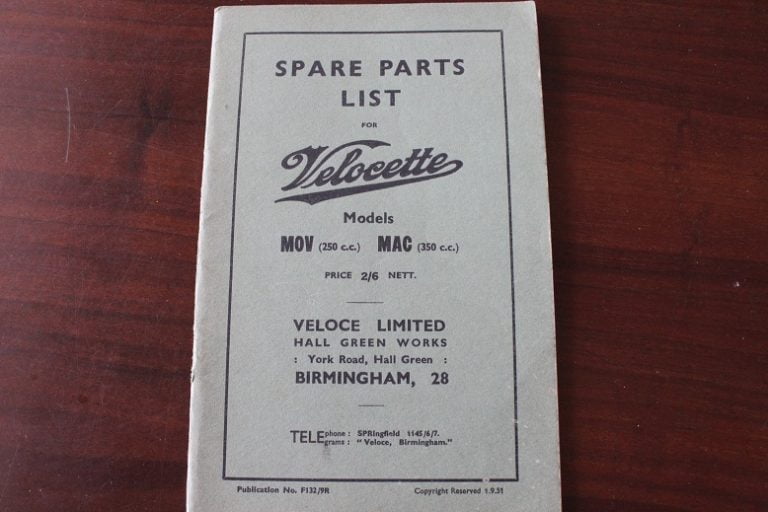 SPARE PARTS
LIST
FOR
Velocette
Models
MOV (250 c.c.) MAC (350 c.c.)
PRICE 2/6 NETT.
VELOCE LIMITED
HALL GREEN WORKS
: York Road, Hall Green :
BIRMINGHAM, 28
TELEphone : SPRingfield 1145/6/7.
grams : "Veloce, Birmingham."
Publication No. F132/9R Copyright Reserved 1.9.51